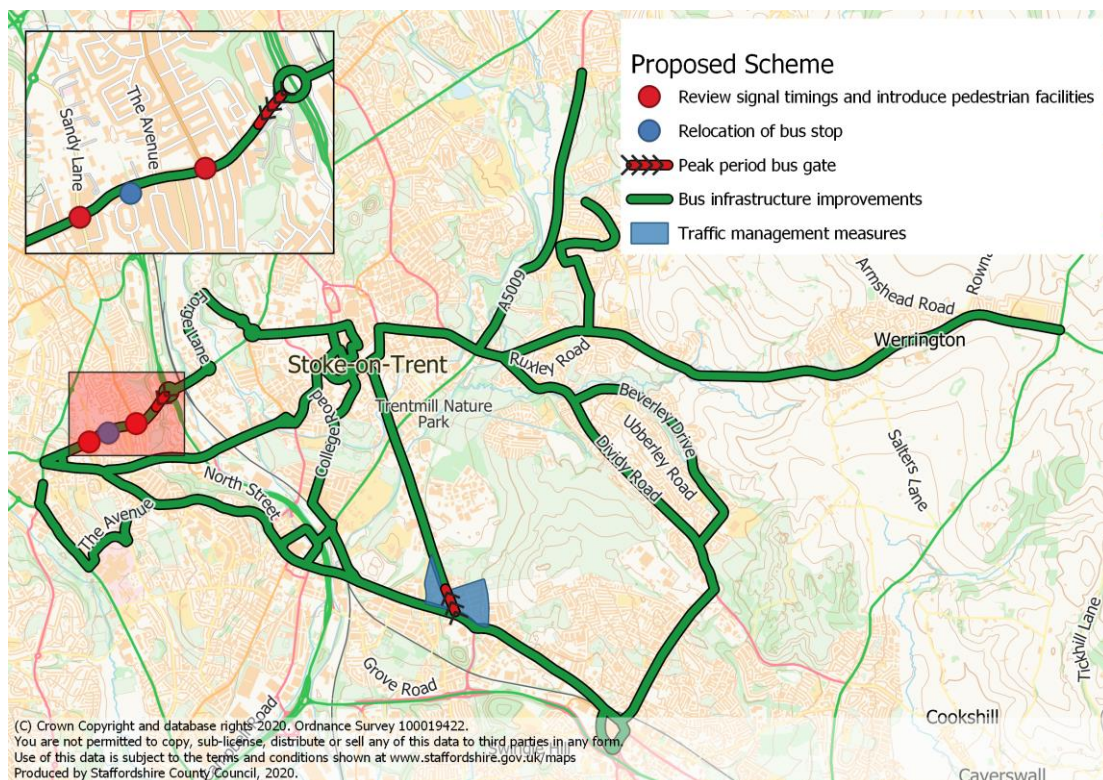 Proposed Scheme
Review signal timings and introduce pedestrian facilities
Relocation of bus stop
Peak period bus gate
Bus infrastructure improvements
Traffic management measures
Sandy Lane
The Avenue
Forge Lane
A5009
Armshead Road
Werrington
Stoke-on-Trent
Ruxley Road
Trentmill Nature
Park
College Road
Beverley Drive
Ubberley Road
Dividy Road
Salters Lane
North Street
The Avenue
Grove Road
Tickhill Lane
Cookshill
Caverswall
(C) Crown Copyright and database rights 2020. Ordnance Survey 100019422.
You are not permitted to copy, sub-license, distribute or sell any of this data to third parties in any form.
Use of this data is subject to the terms and conditions shown at www.staffordshire.gov.uk/maps
Produced by Staffordshire County Council, 2020.